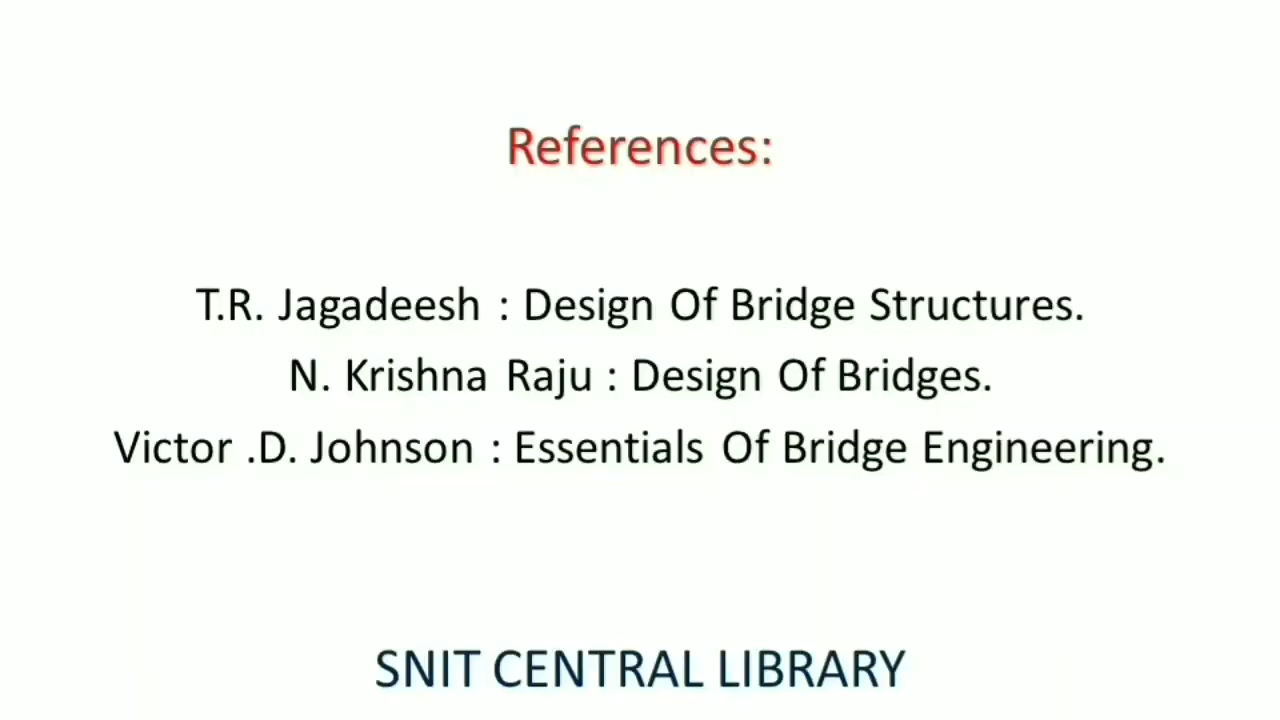 References:
T.R. Jagadeesh : Design Of Bridge Structures.
N. Krishna Raju : Design Of Bridges.
Victor .D. Johnson : Essentials Of Bridge Engineering.
SNIT CENTRAL LIBRARY